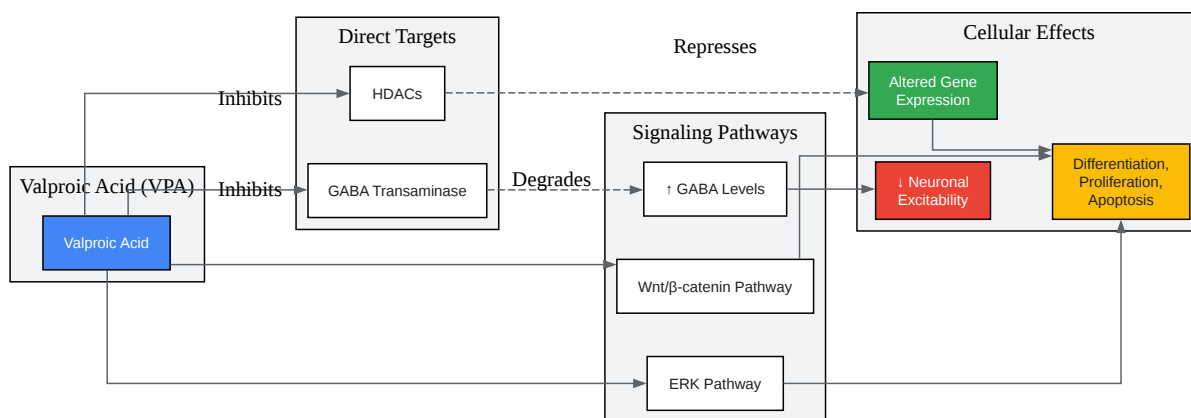 Direct Targets
Cellular Effects
Represses
HDACs
Inhibits
Altered Gene
Expression
Signaling Pathways
Valproic Acid (VPA)
Inhibits
GABA Transaminase
Degrades
↑ GABA Levels
↓ Neuronal
Excitability
Differentiation,
Proliferation,
Apoptosis
Valproic Acid
Wnt/β-catenin Pathway
ERK Pathway